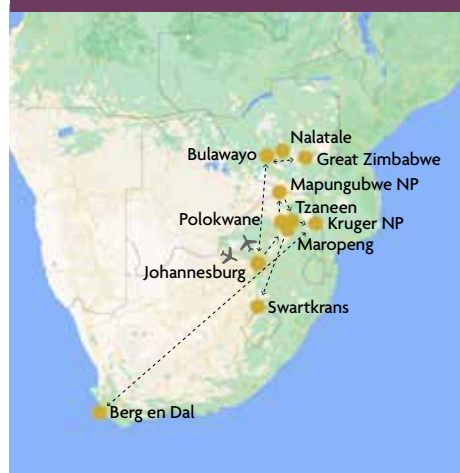 Nalatale
Bulawayo
Great Zimbabwe
Mapungubwe NP
Tzaneen
Polokwane
Kruger NP
Maropeng
Johannesburg
Swartkrans
Berg en Dal